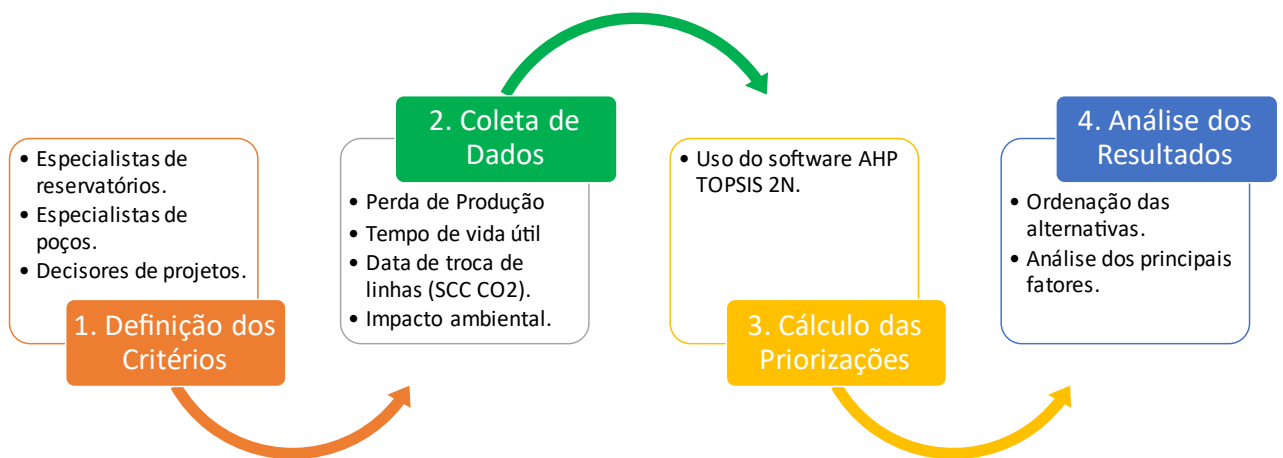 • Especialistas de
reservatórios.
• Especialistas de
poços.
• Decisores de projetos.
1. Definição dos
Critérios
2. Coleta de
Dados
• Perda de Produção
• Tempo de vida útil
• Data de troca de
linhas (SCC CO2).
• Impacto ambiental.
• Uso do software AHP
TOPSIS 2N.
3. Cálculo das
Priorizações
4. Análise dos
Resultados
• Ordenação das
alternativas.
• Análise dos principais
fatores.